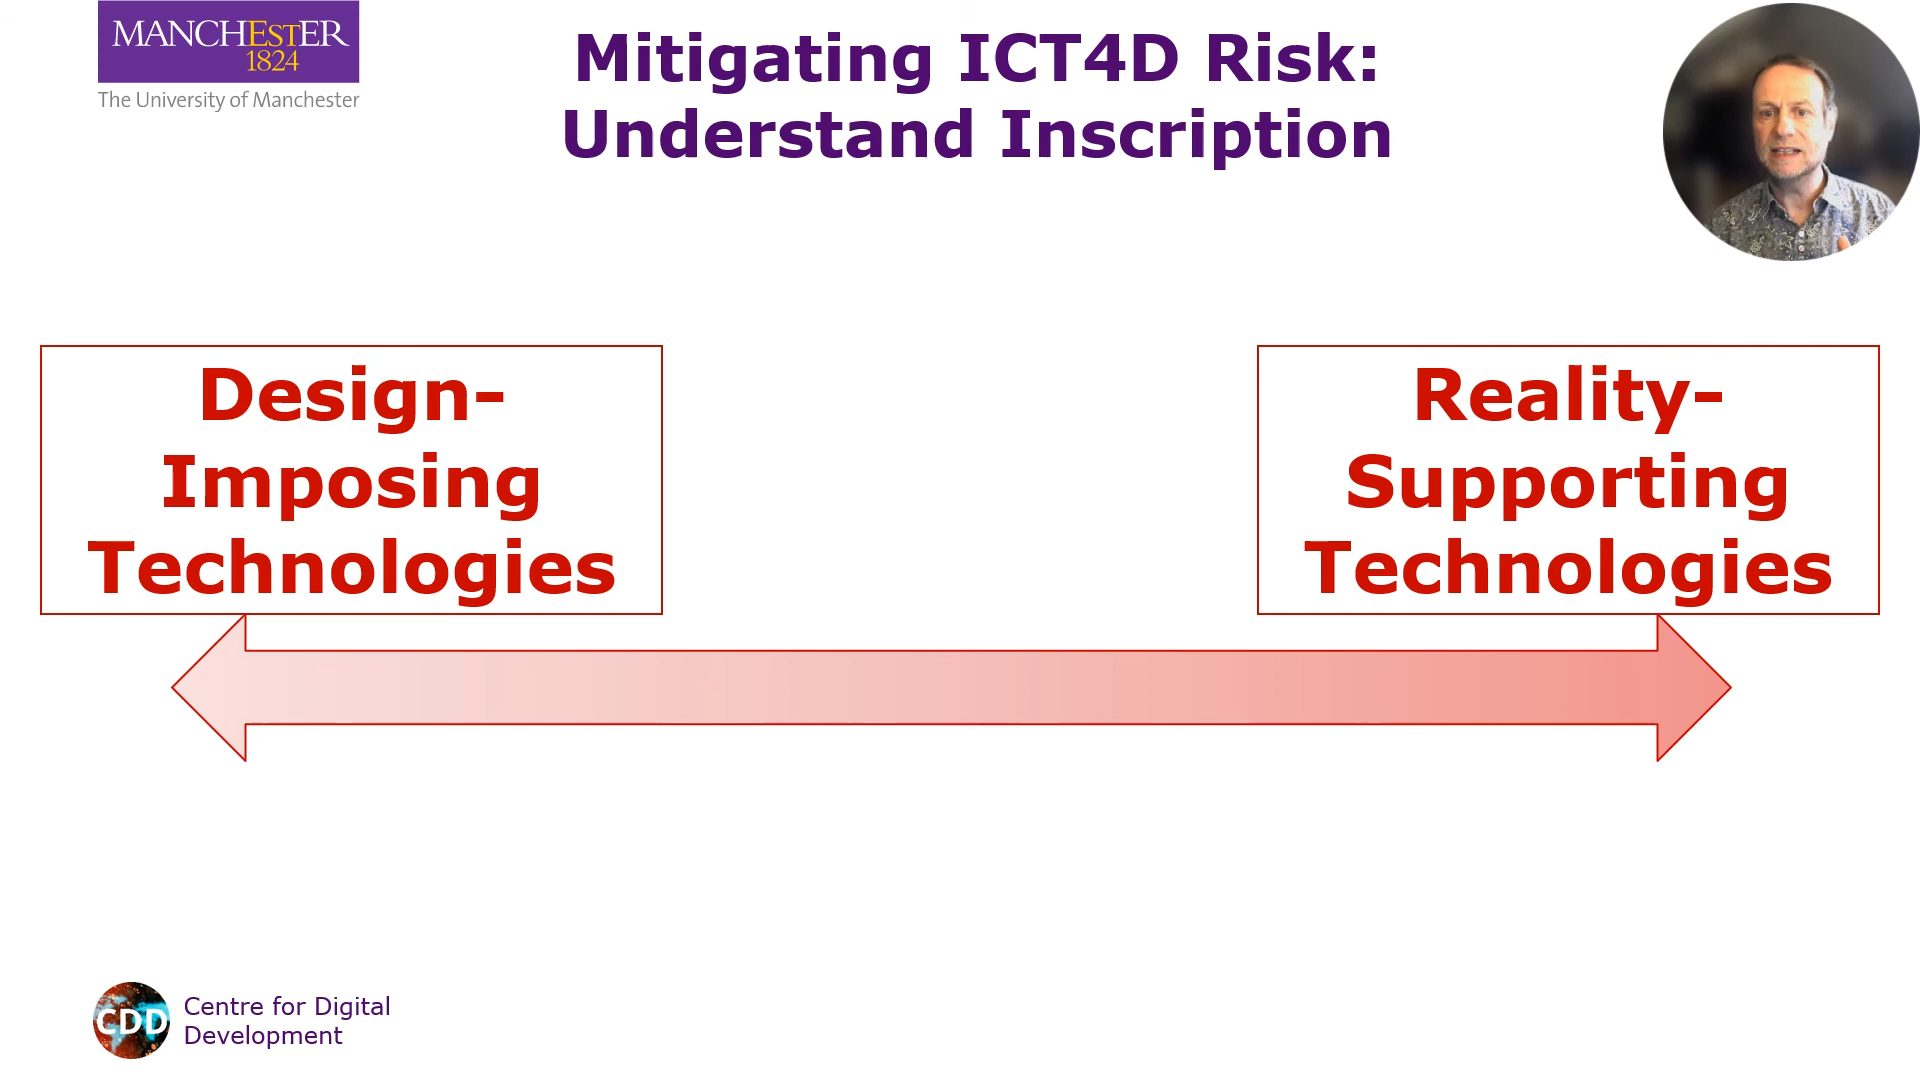 MANCHEstER
1824
The University of Manchester
Mitigating ICT4D Risk:
Understand Inscription
Design-
Imposing
Technologies
Reality-
Supporting
Technologies
CDD
Centre for Digital
Development